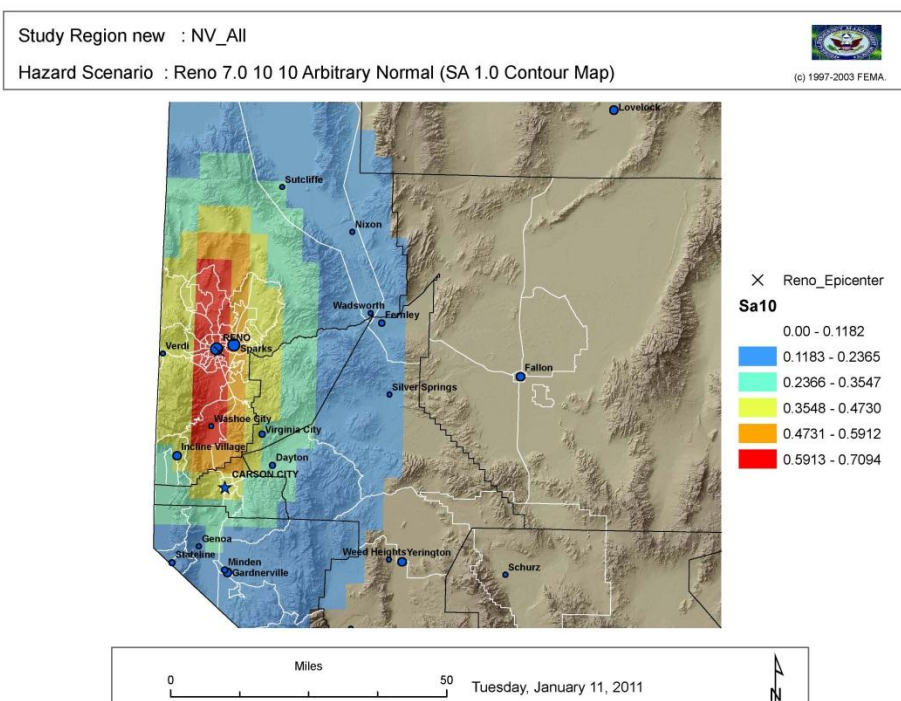 Study Region new : NV_All
Hazard Scenario : Reno 7.0 10 10 Arbitrary Normal (SA 1.0 Contour Map)
(c) 1997-2003 FEMA.
Lovelock
Sutcliffe
Nixon
Wadsworth
Fernley
RENO
Sparks
Verdi
Fallon
Silver Springs
Washoe City
Virginia City
Incline Village
Dayton
CARSON CITY
Genoa
Stateline
Minden
Gardnerville
Weed Heights
Yerington
Schurz
Reno_Epicenter
Sa10
0.00 - 0.1182
0.1183 - 0.2365
0.2366 - 0.3547
0.3548 - 0.4730
0.4731 - 0.5912
0.5913 - 0.7094
Miles
0
50
Tuesday, January 11, 2011
N